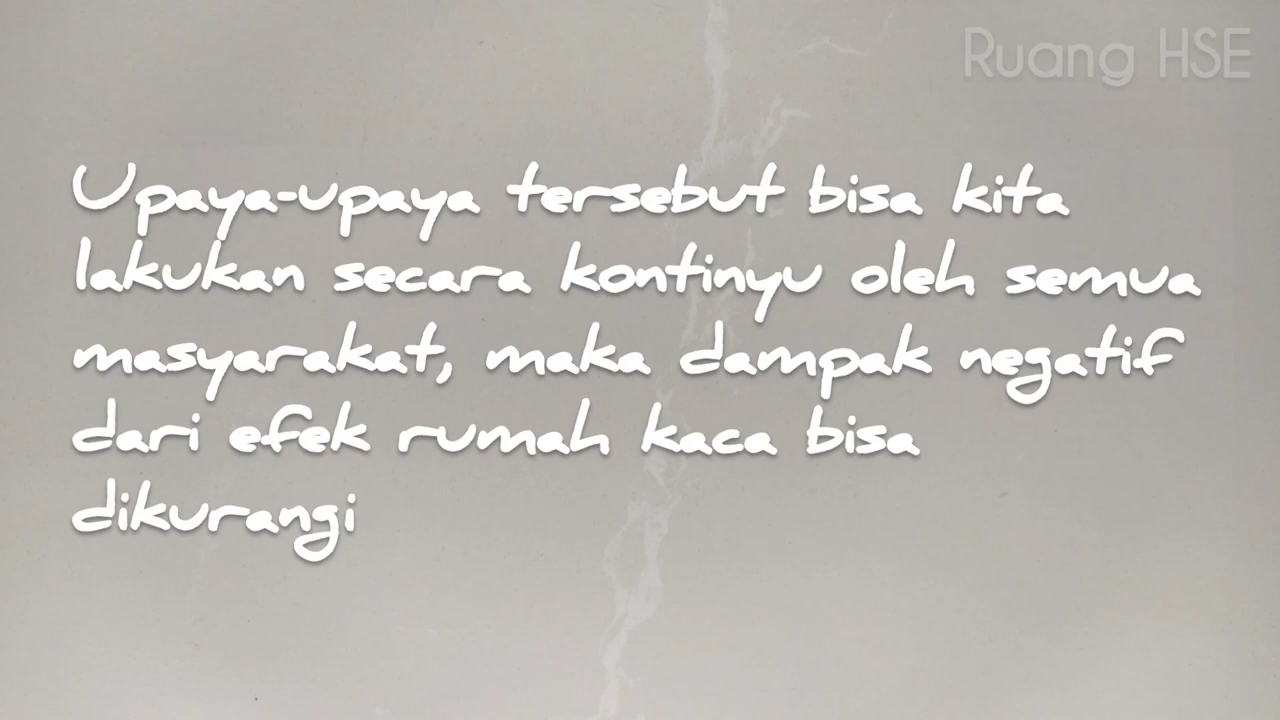 Ruang HSE
Upaya-upaya tersebut bisa kita
lakukan secara kontinyu oleh semua
masyarakat, maka dampak negatif
dari efek rumah kaca bisa
dikurangi